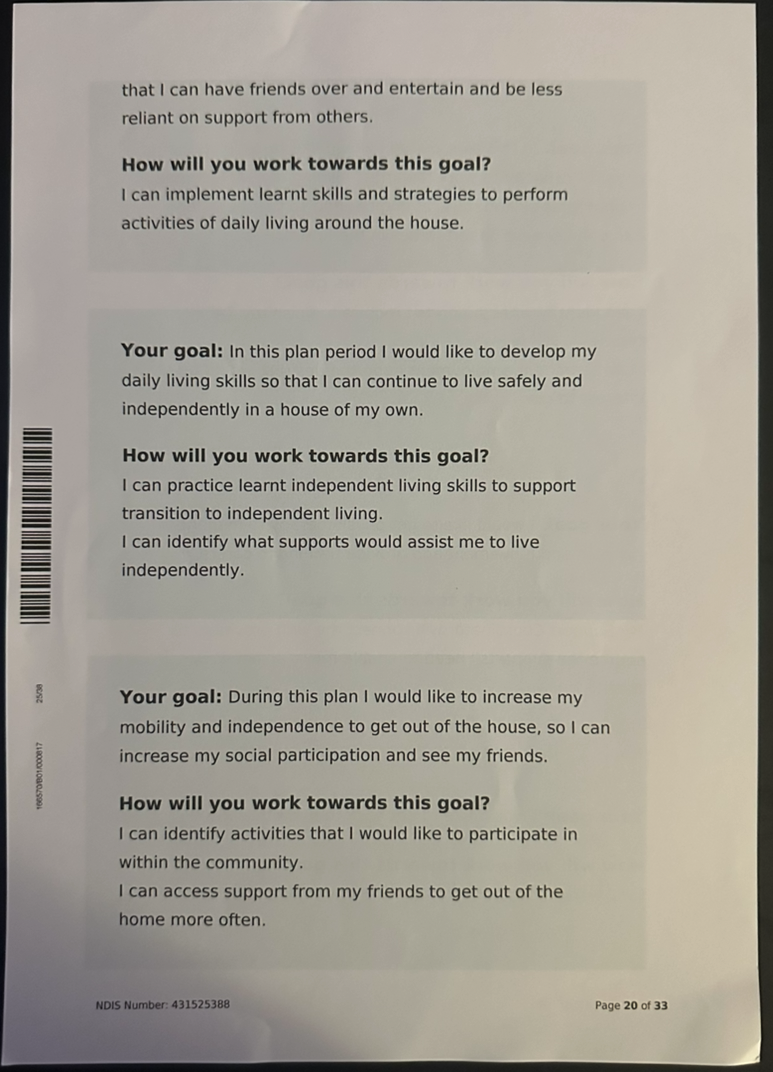 that I can have friends over and entertain and be less
reliant on support from others.
How will you work towards this goal?
I can implement learnt skills and strategies to perform
activities of daily living around the house.
Your goal: In this plan period I would like to develop my
daily living skills so that I can continue to live safely and
independently in a house of my own.
How will you work towards this goal?
I can practice learnt independent living skills to support
transition to independent living.
I can identify what supports would assist me to live
independently.
Your goal: During this plan I would like to increase my
mobility and independence to get out of the house, so I can
increase my social participation and see my friends.
How will you work towards this goal?
I can identify activities that I would like to participate in
within the community.
I can access support from my friends to get out of the
home more often.
166570/B01/000817 25/38
NDIS Number: 431525388
Page 20 of 33